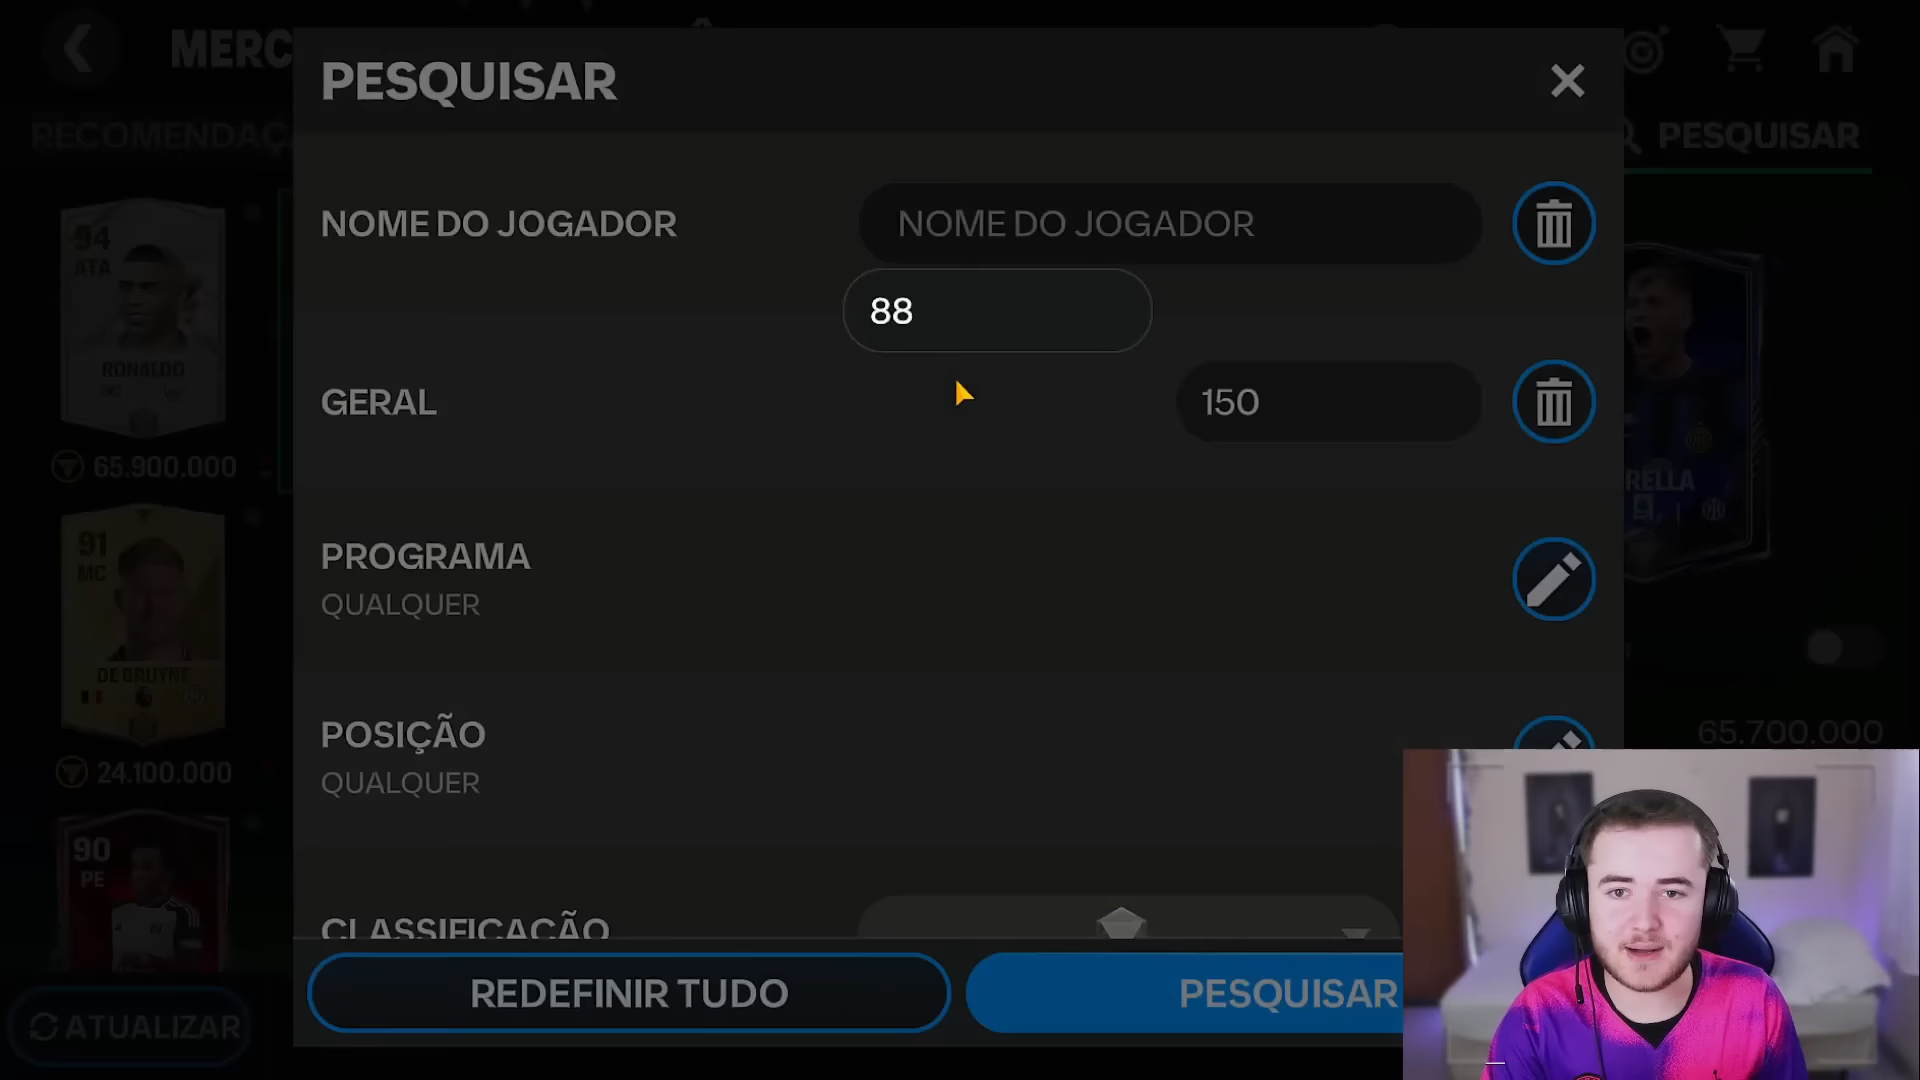 MERC
PESQUISAR
RECOMENDAÇ
PESQUISAR
NOME DO JOGADOR
NOME DO JOGADOR
88
GERAL
150
94
ATA
RONALDO
65.900.000
PROGRAMA
QUALQUER
RELLA
91
MC
DE BRUYNE
24.100.000
POSIÇÃO
QUALQUER
65.700.000
90
PE
CLASSIFICAÇÃO
ATUALIZAR
REDEFINIR TUDO
PESQUISAR